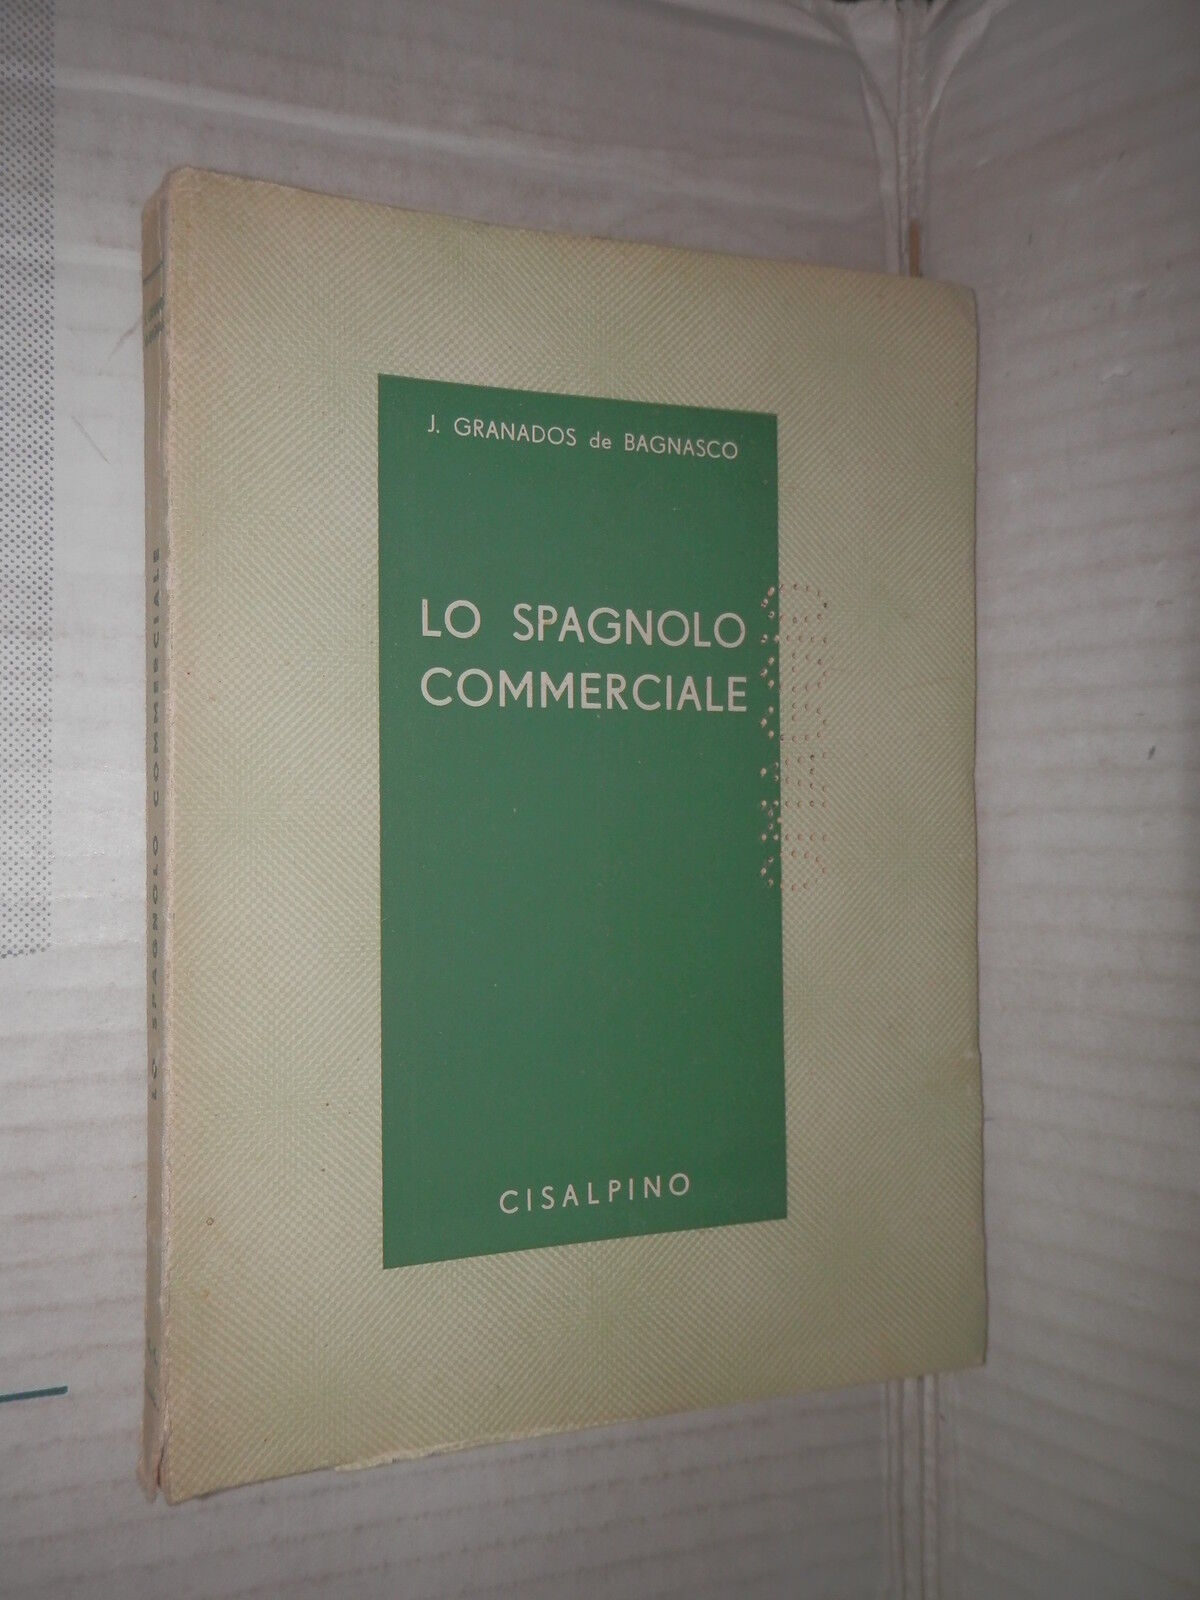 J. GRANADOS de BAGNASCO
LO SPAGNOLO
COMMERCIALE
CISALPINO
LO SPAGNOLO COMMERCIALE